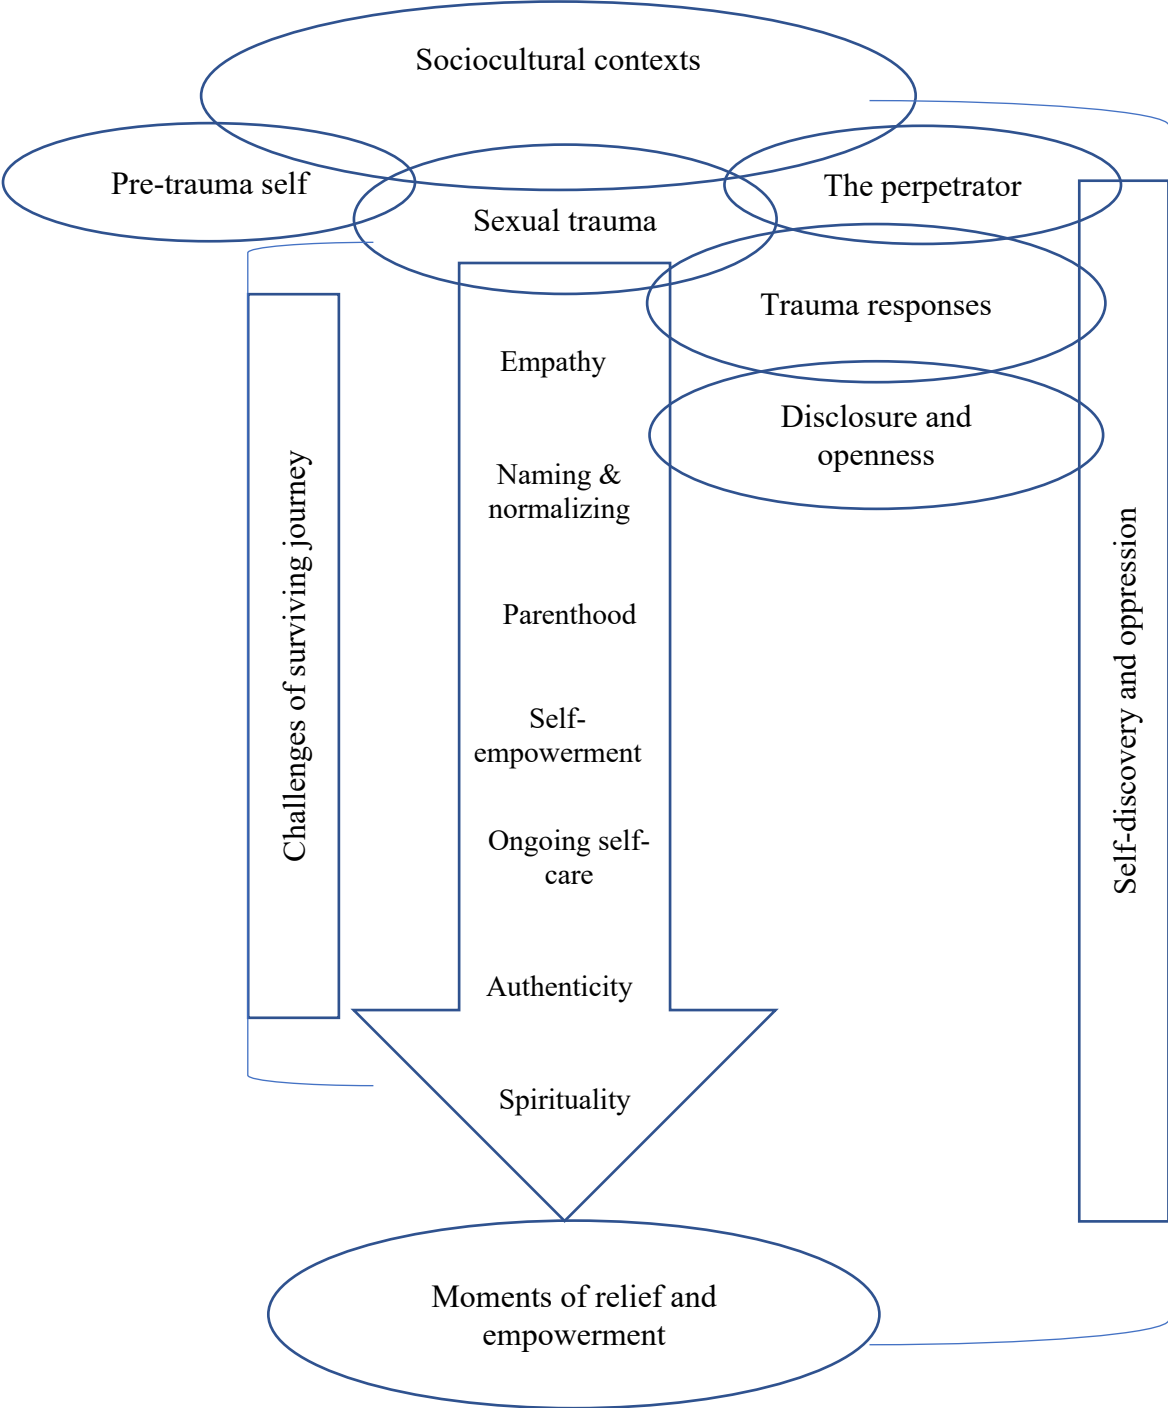 Sociocultural contexts
Pre-trauma self
Sexual trauma
The perpetrator
Trauma responses
Empathy
Disclosure and
openness
Naming &
normalizing
Parenthood
Self-
empowerment
Ongoing self-
care
Authenticity
Spirituality
Challenges of surviving journey
Self-discovery and oppression
Moments of relief and
empowerment